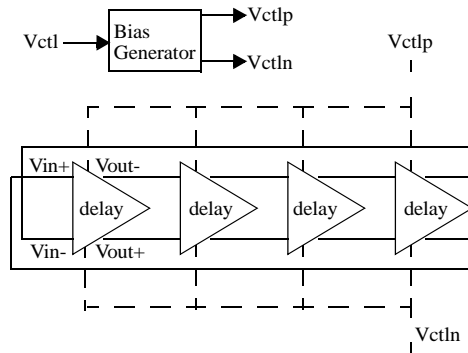 Vctl
Bias
Generator
Vctlp
Vctln
Vctlp
Vin+
Vout-
delay
delay
delay
delay
Vin-
Vout+
Vctln